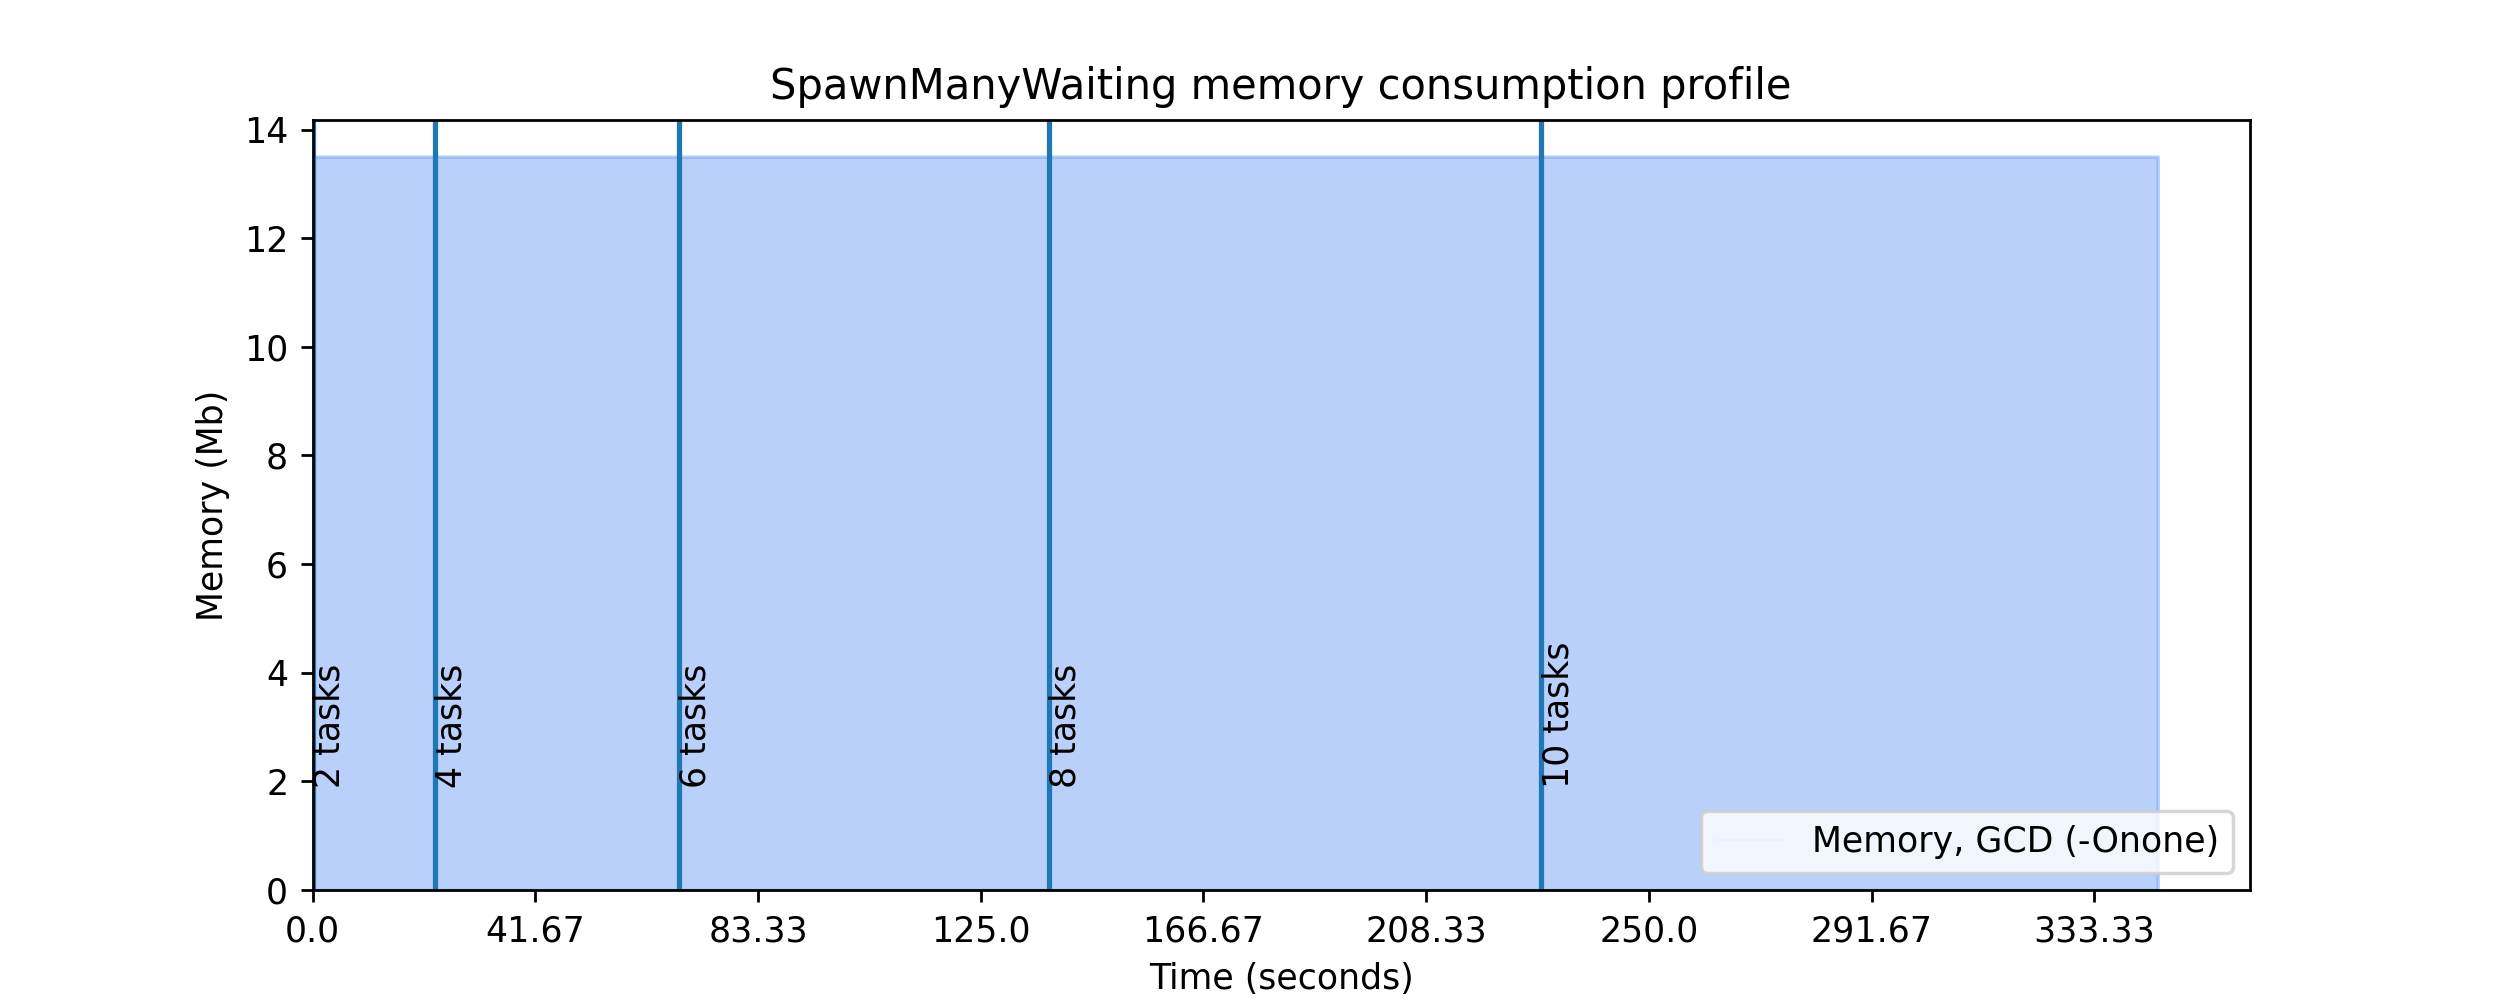 SpawnManyWaiting memory consumption profile
14
12
10
8
6
4
2
0
Memory (Mb)
2 tasks
4 tasks
6 tasks
8 tasks
10 tasks
Memory, GCD (-Onone)
0.0
41.67
83.33
125.0
166.67
208.33
250.0
291.67
333.33
Time (seconds)